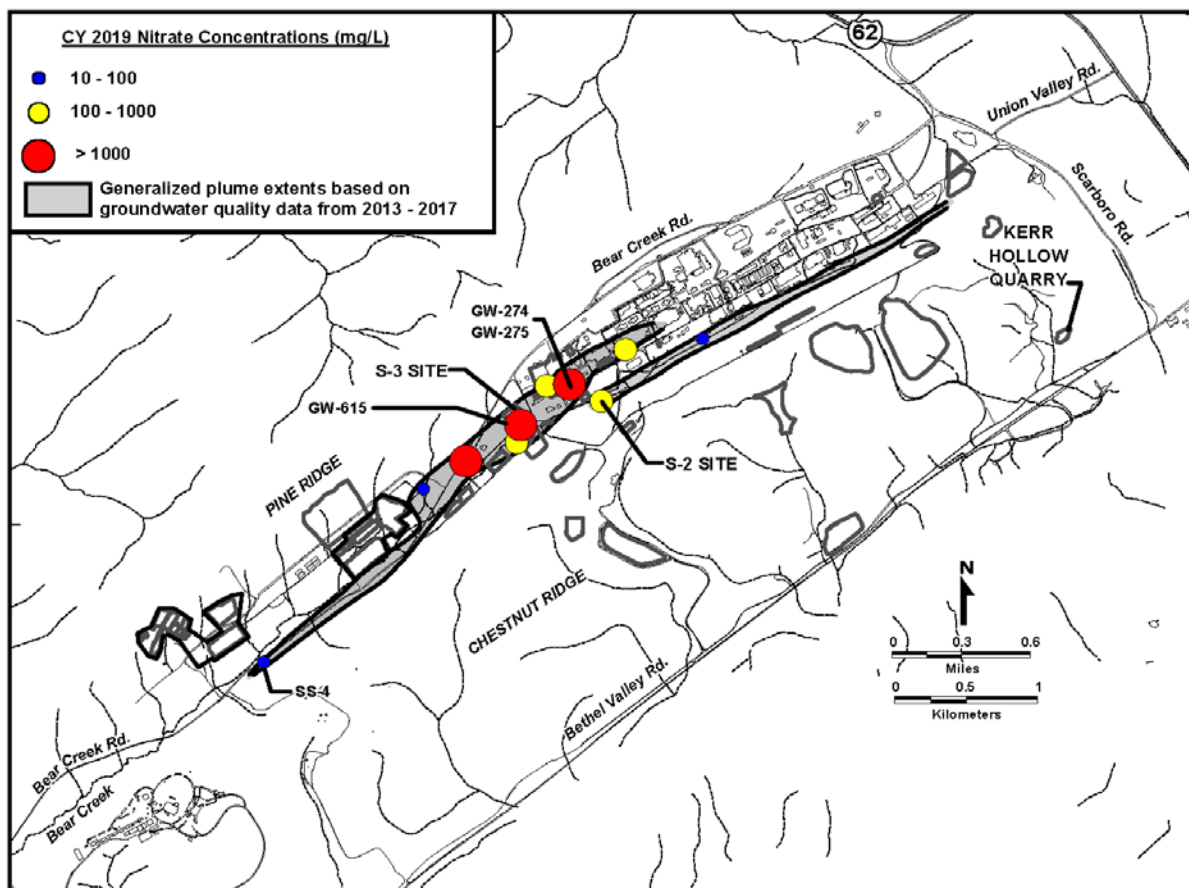 CY 2019 Nitrate Concentrations (mg/L)
10 - 100
100 - 1000
> 1000
Generalized plume extents based on
groundwater quality data from 2013 - 2017
62
Union Valley Rd.
Scarboro Rd.
Bear Creek Rd.
KERR
HOLLOW
QUARRY
GW-274
GW-275
S-3 SITE
GW-615
S-2 SITE
PINE RIDGE
CHESTNUT RIDGE
SS-4
Bethel Valley Rd.
Bear Creek Rd.
Bear Creek
N
0 0.3 0.6
Miles
0 0.5 1
Kilometers